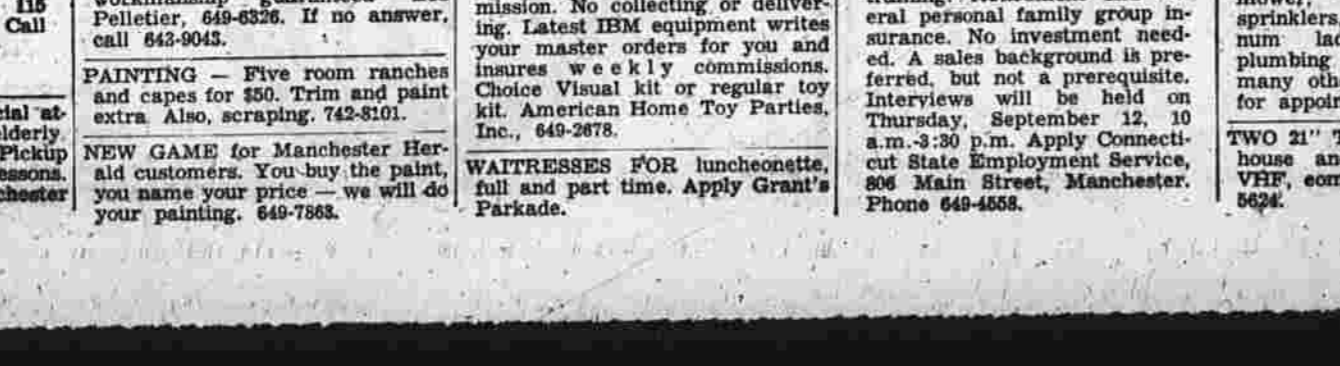 115
Call
cial at-
elderly.
Pickup
essons.
chester
Pelletier, 649-6326. If no answer,
call 643-9043.
PAINTING — Five room ranches
and capes for $50. Trim and paint
extra Also, scraping. 742-8101.
NEW GAME for Manchester Her-
ald customers. You buy the paint,
you name your price — we will do
your painting. 649-7863.
mission. No collecting or deliver-
ing. Latest IBM equipment writes
your master orders for you and
insures weekly commissions.
Choice Visual kit or regular toy
kit. American Home Toy Parties,
Inc., 649-2678.
WAITRESSES FOR luncheonette,
full and part time. Apply Grant's
Parkade.
eral personal family group in-
surance. No investment need-
ed. A sales background is pre-
ferred, but not a prerequisite.
Interviews will be held on
Thursday, September 12, 10
a.m.-3:30 p.m. Apply Connecti-
cut State Employment Service,
806 Main Street, Manchester.
Phone 649-4558.
sprinklers,
num lad
plumbing
many oth
for appoin
TWO 21"
house an
VHF, com
5624.